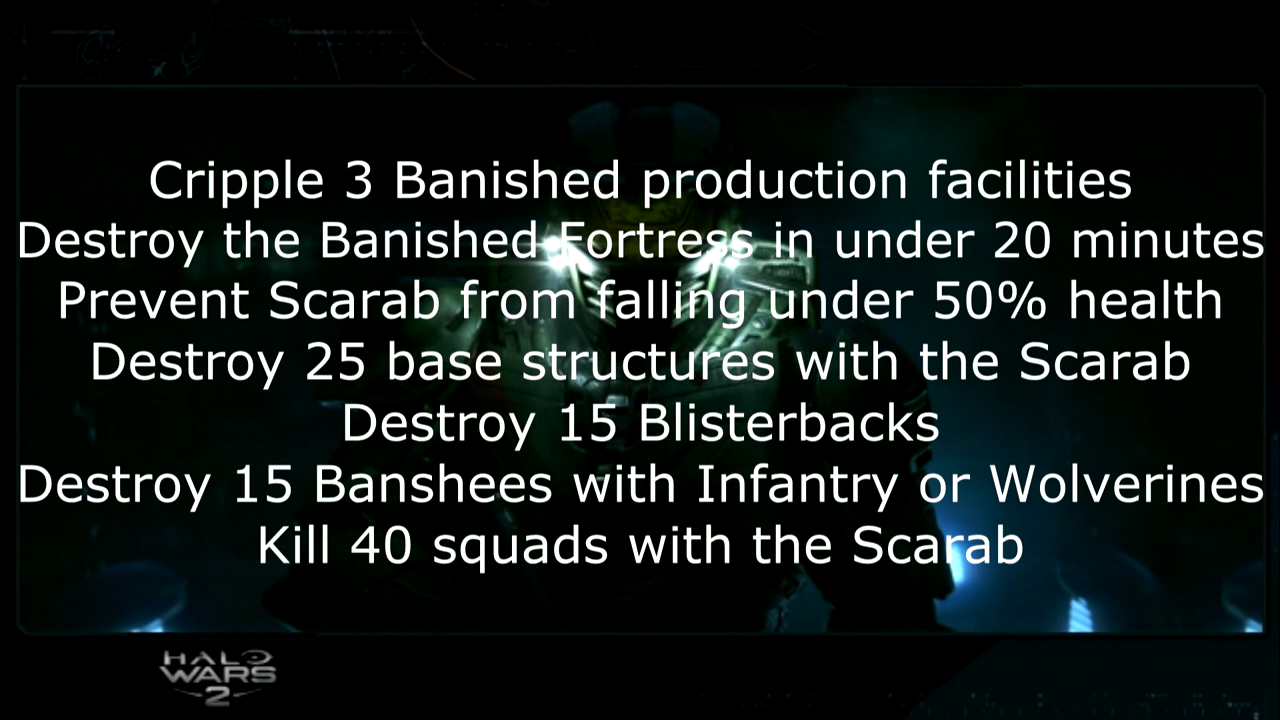 Cripple 3 Banished production facilities
Destroy the Banished Fortress in under 20 minutes
Prevent Scarab from falling under 50% health
Destroy 25 base structures with the Scarab
Destroy 15 Blisterbacks
Destroy 15 Banshees with Infantry or Wolverines
Kill 40 squads with the Scarab
HALO
WARS
2